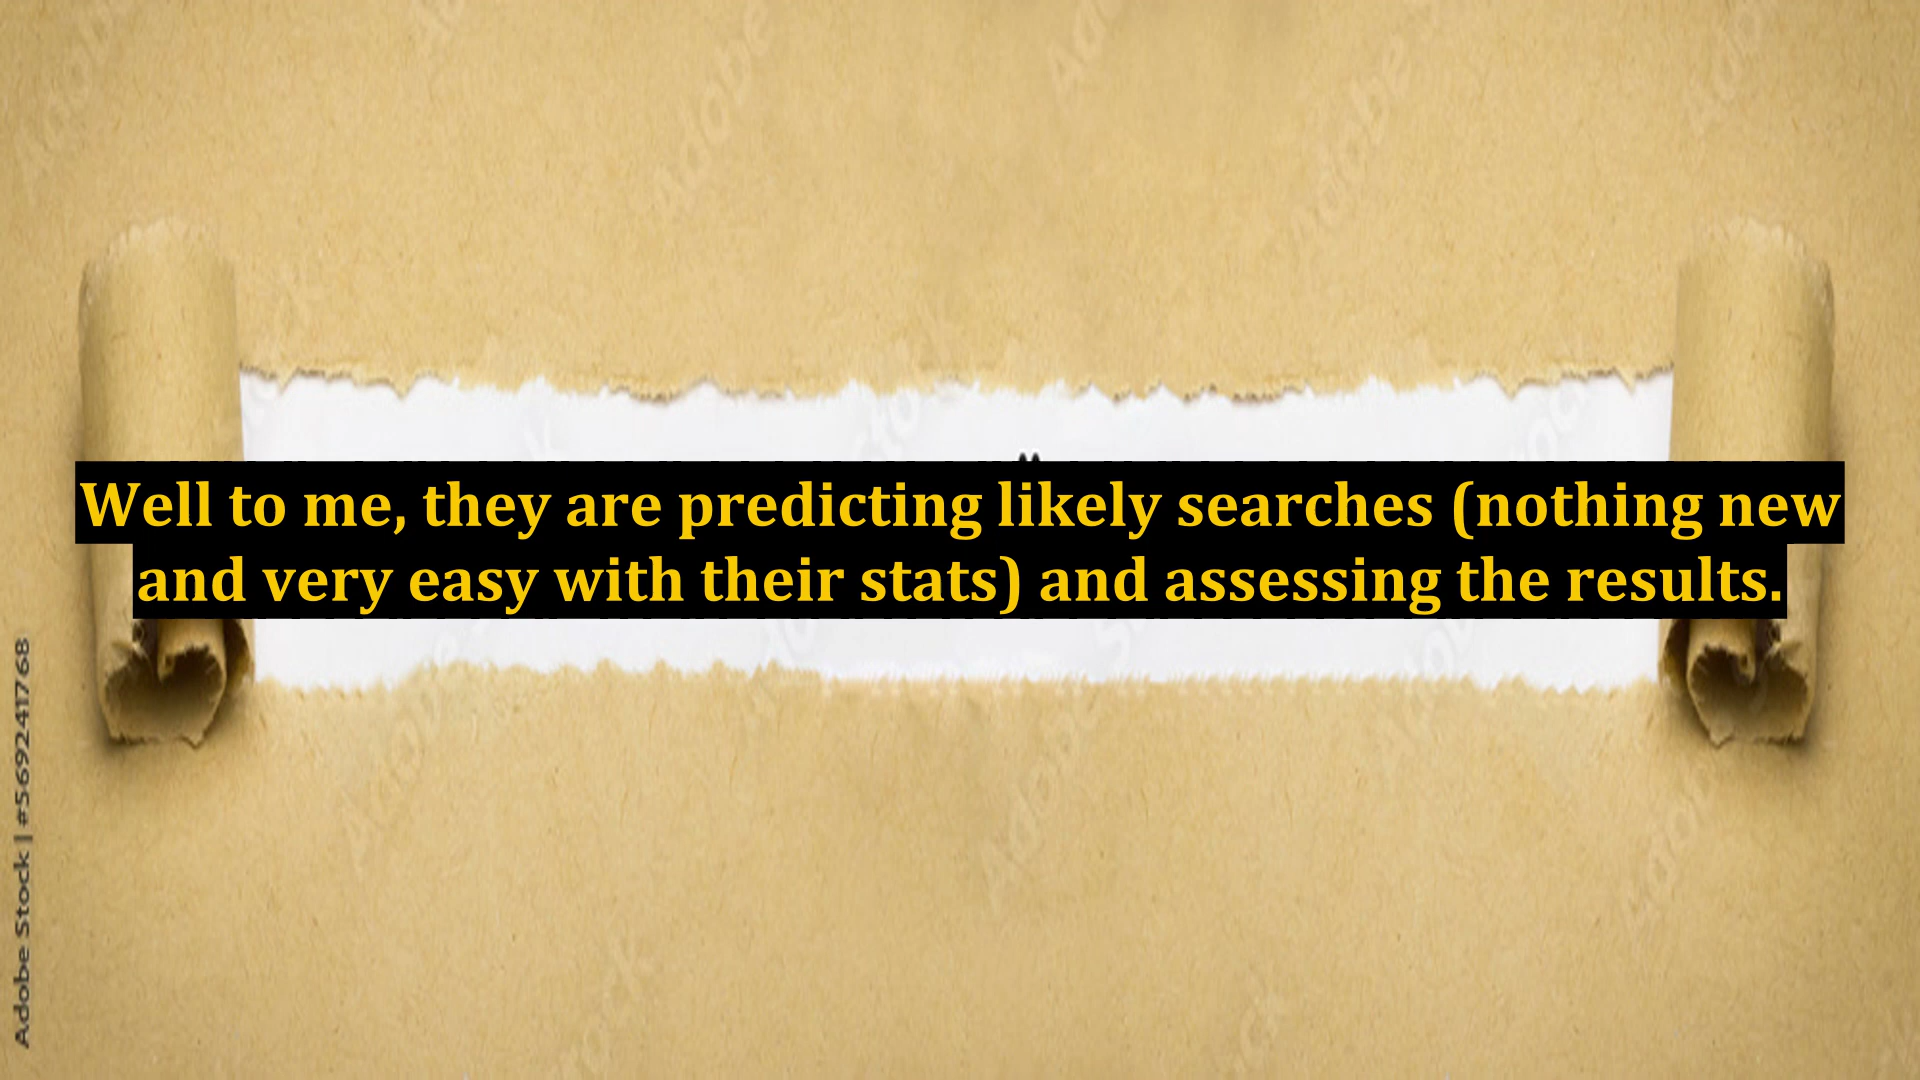 Well to me, they are predicting likely searches (nothing new
and very easy with their stats) and assessing the results.
Adobe Stock | #569241768